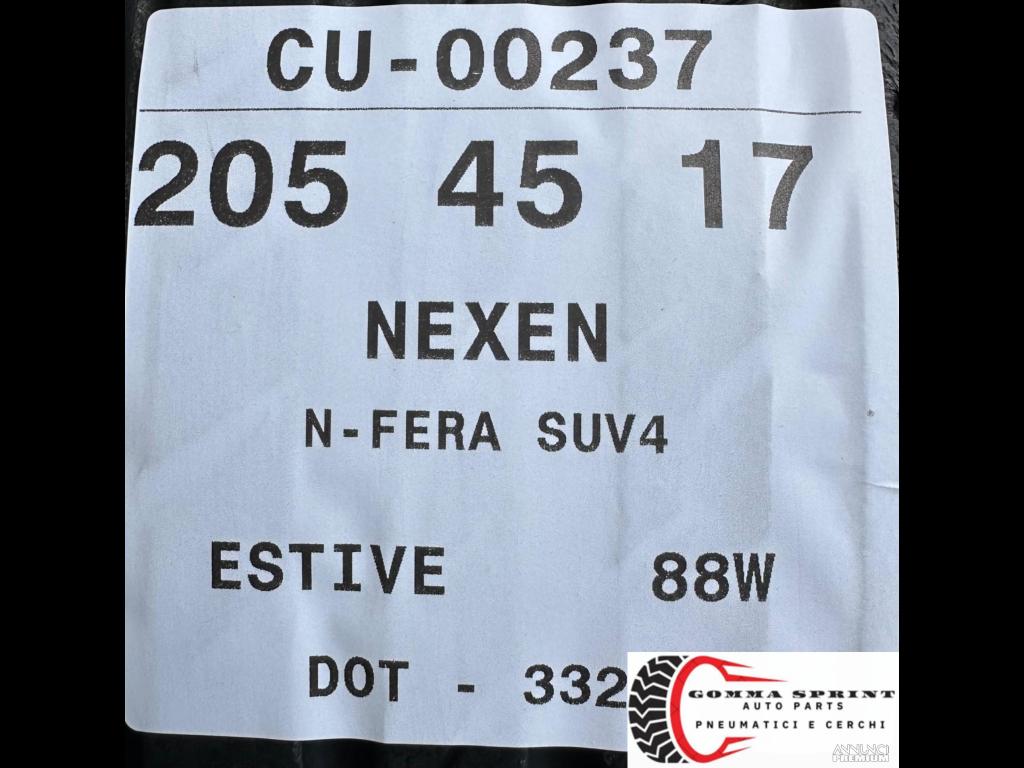 CU-00237
205 45 17
NEXEN
N-FERA SUV4
ESTIVE 88W
DOT - 332
GOMMA SPRINT
AUTO PARTS
PNEUMATICI E CERCHI
ANNUNCI
PREMIUM